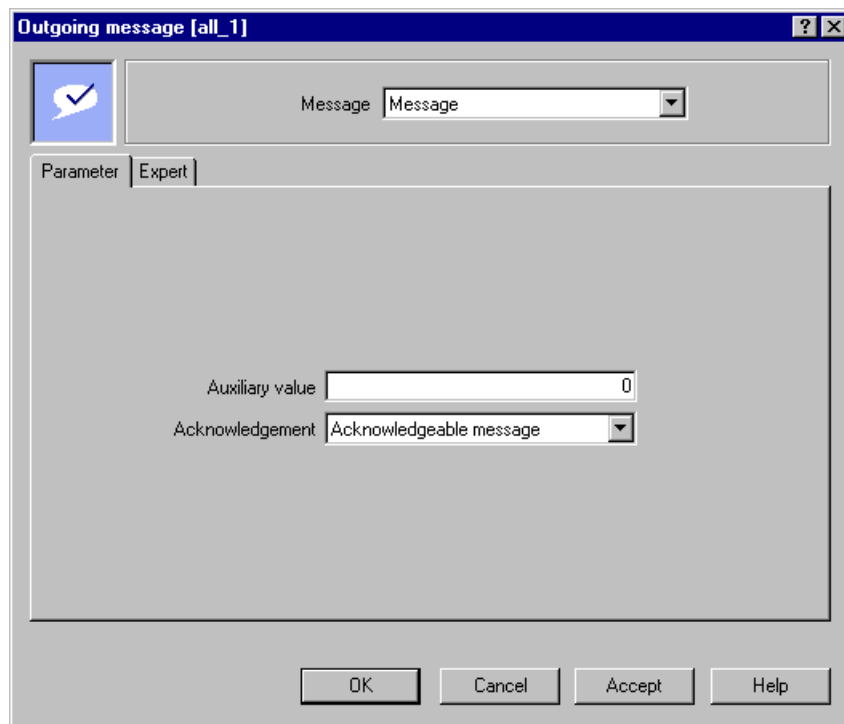 Outgoing message [all_1]
Message Message
Parameter Expert
Auxiliary value 0
Acknowledgement Acknowledgeable message
OK Cancel Accept Help